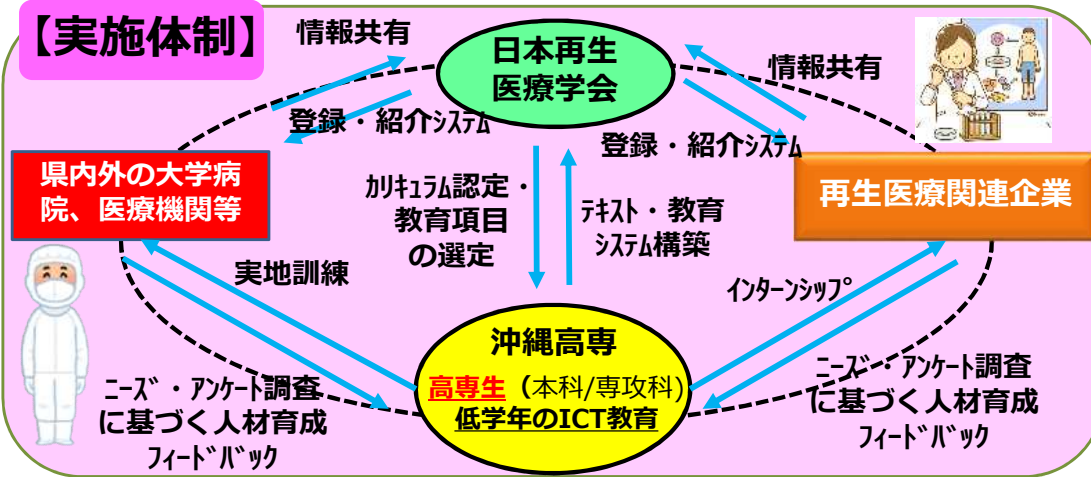 【実施体制】
情報共有
日本再生
医療学会
情報共有
登録・紹介ｼｽﾃﾑ
登録・紹介ｼｽﾃﾑ
県内外の大学病
院、医療機関等
ｶﾘｷｭﾗﾑ認定・
教育項目
の選定
ﾃｷｽﾄ・教育
ｼｽﾃﾑ構築
再生医療関連企業
実地訓練
ｲﾝﾀｰﾝｼｯﾌﾟ
沖縄高専
高専生（本科/専攻科)
低学年のICT教育
ﾆｰｽﾞ・ｱﾝｹｰﾄ調査
に基づく人材育成
ﾌｨｰﾄﾞﾊﾞｯｸ
ﾆｰｽﾞ・ｱﾝｹｰﾄ調査
に基づく人材育成
ﾌｨｰﾄﾞﾊﾞｯｸ